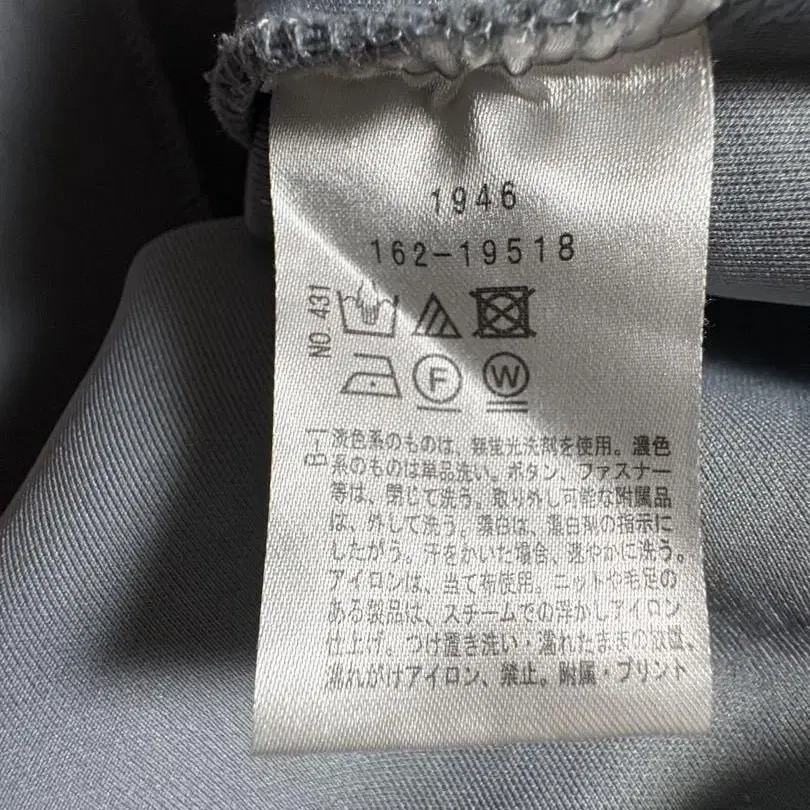 1946
162-19518
NO.431
F
W
B-1
淡色系のものは、無蛍光洗剤を使用。濃色
系のものは単品洗い。ボタン、ファスナー
等は、閉じて洗う。取り外し可能な附属品
は、外して洗う。漂白は、漂白剤の指示に
したがう。汗をかいた場合、速やかに洗う。
アイロンは、当て布使用。ニットや毛足の
ある製品は、スチームでの浮かしアイロン
仕上げ。つけ置き洗い・濡れたままの放置、
濡れがけアイロン、禁止。附属・プリント